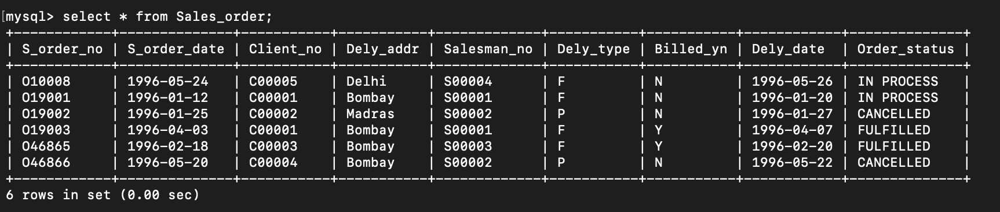 mysql> select * from Sales_order;
+------------+--------------+-----------+-----------+-------------+-----------+-----------+------------+--------------+
| S_order_no | S_order_date | Client_no | Dely_addr | Salesman_no | Dely_type | Billed_yn | Dely_date  | Order_status |
+------------+--------------+-----------+-----------+-------------+-----------+-----------+------------+--------------+
| O10008     | 1996-05-24   | C00005    | Delhi     | S00004      | F         | N         | 1996-05-26 | IN PROCESS   |
| O19001     | 1996-01-12   | C00001    | Bombay    | S00001      | F         | N         | 1996-01-20 | IN PROCESS   |
| O19002     | 1996-01-25   | C00002    | Madras    | S00002      | P         | N         | 1996-01-27 | CANCELLED    |
| O19003     | 1996-04-03   | C00001    | Bombay    | S00001      | F         | Y         | 1996-04-07 | FULFILLED    |
| O46865     | 1996-02-18   | C00003    | Bombay    | S00003      | F         | Y         | 1996-02-20 | FULFILLED    |
| O46866     | 1996-05-20   | C00004    | Bombay    | S00002      | P         | N         | 1996-05-22 | CANCELLED    |
+------------+--------------+-----------+-----------+-------------+-----------+-----------+------------+--------------+
6 rows in set (0.00 sec)